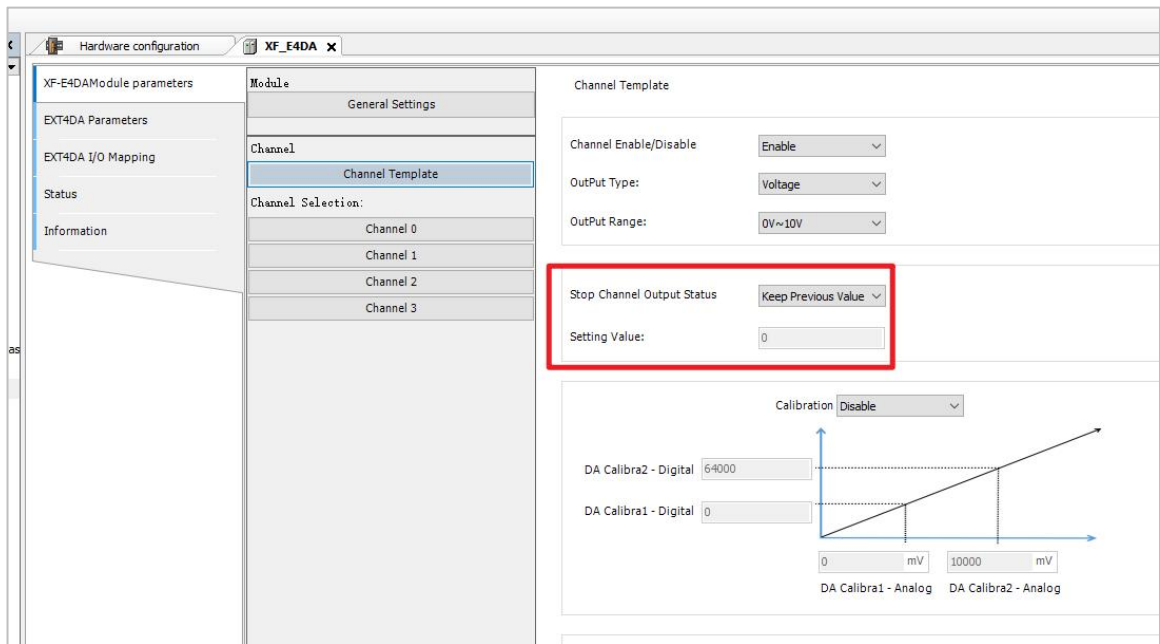 Hardware configuration
XF_E4DA
XF-E4DAModule parameters
EXT4DA Parameters
EXT4DA I/O Mapping
Status
Information
as
Module
General Settings
Channel
Channel Template
Channel Selection:
Channel 0
Channel 1
Channel 2
Channel 3
Channel Template
Channel Enable/Disable Enable
OutPut Type: Voltage
OutPut Range: 0V~10V
Stop Channel Output Status Keep Previous Value
Setting Value: 0
Calibration Disable
DA Calibra2 - Digital 64000
DA Calibra1 - Digital 0
0 mV 10000 mV
DA Calibra1 - Analog DA Calibra2 - Analog